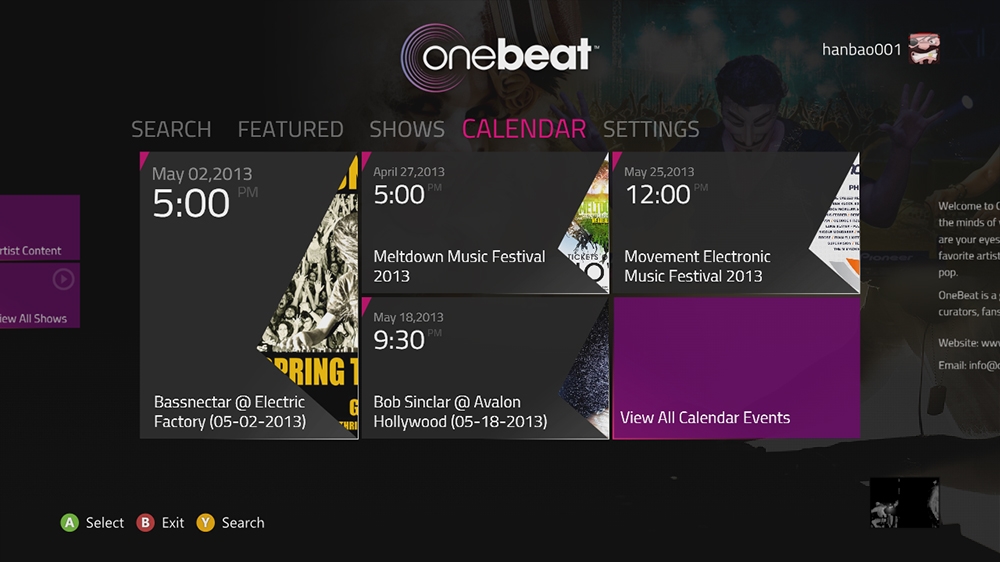 onebeat™
hanbao001
SEARCH FEATURED SHOWS CALENDAR SETTINGS
May 02,2013
5:00 PM
Bassnectar @ Electric
Factory (05-02-2013)
April 27,2013
5:00 PM
Meltdown Music Festival
2013
TICKETS
May 25,2013
12:00 PM
Movement Electronic
Music Festival 2013
May 18,2013
9:30 PM
Bob Sinclar @ Avalon
Hollywood (05-18-2013)
View All Calendar Events
PRING T
rtist Content
iew All Shows
Pioneer
Welcome to O
the minds of
are your eyes
favorite artist
pop.
OneBeat is a
curators, fans
Website: www
Email: info@
A Select B Exit Y Search